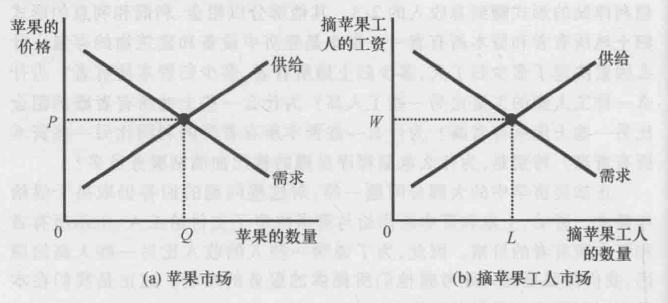 苹果的
价格
供给
P
需求
0
Q
苹果的数量
(a) 苹果市场
摘苹果工
人的工资
供给
W
需求
0
L
摘苹果工人
的数量
(b) 摘苹果工人市场